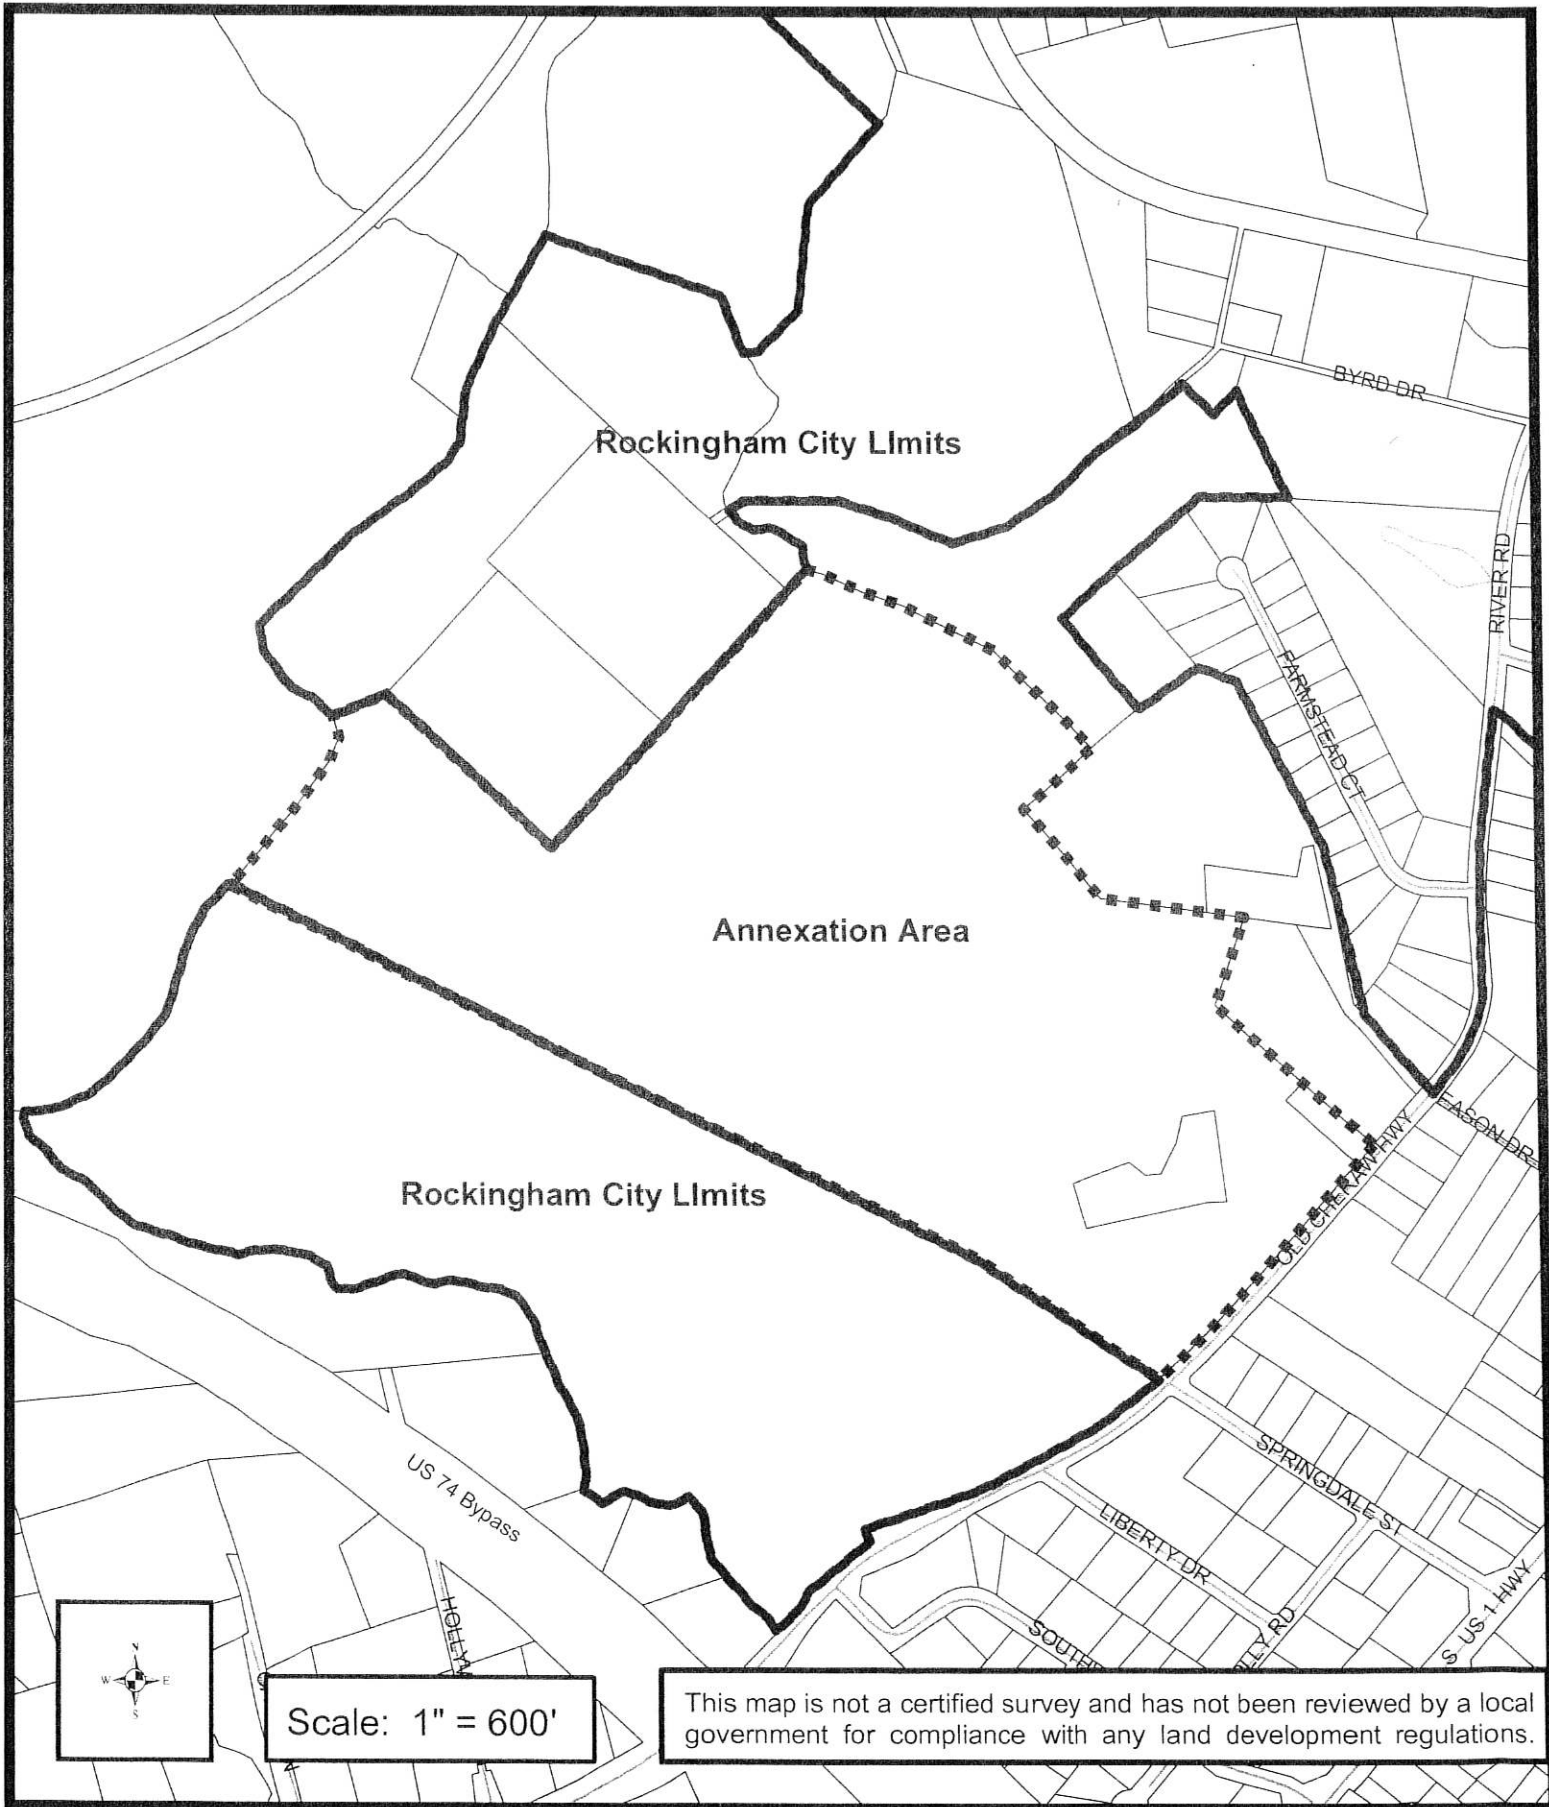 BYRD DR
Rockingham City LImits
RIVER RD
FARMSTEAD CT
Annexation Area
EASON DR
OLD CHERAW HWY
Rockingham City LImits
SPRINGDALE ST
US 74 Bypass
LIBERTY DR
S US 1 HWY
N
W E
S
Scale: 1" = 600'
This map is not a certified survey and has not been reviewed by a local
government for compliance with any land development regulations.